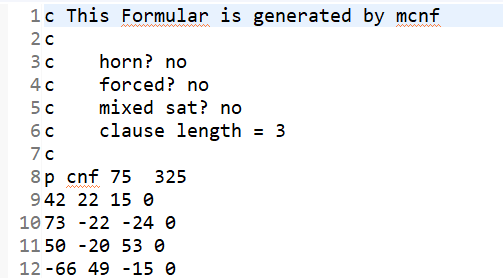 1 c This Formular is generated by mcnf
2 c
3 c    horn? no
4 c    forced? no
5 c    mixed sat? no
6 c    clause length = 3
7 c
8 p cnf 75  325
9 42 22 15 0
10 73 -22 -24 0
11 50 -20 53 0
12 -66 49 -15 0